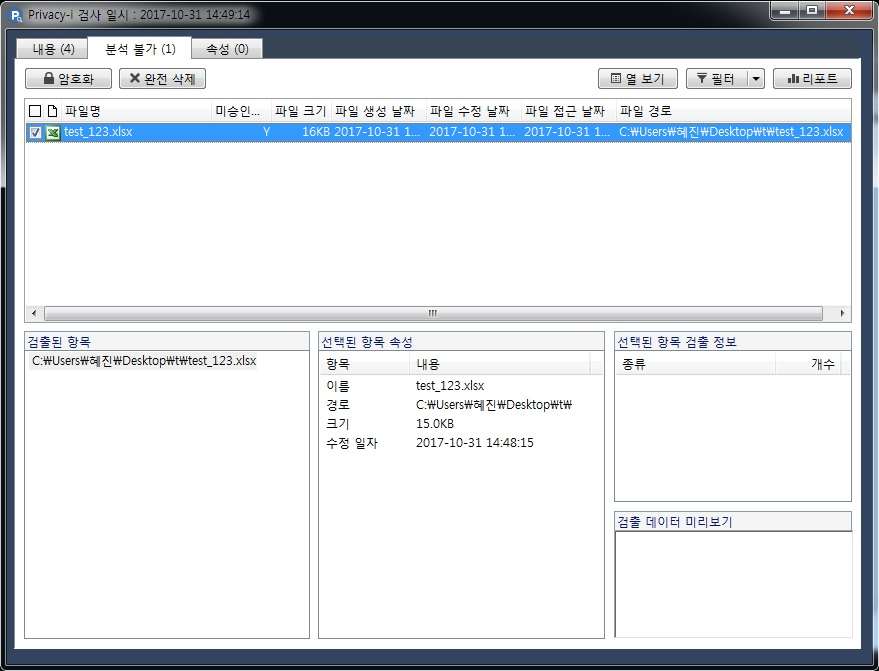 Privacy-i 검사 일시 : 2017-10-31 14:49:14
내용 (4) 분석 불가 (1) 속성 (0)
암호화 완전 삭제 열 보기 필터 리포트
파일명 미승인... 파일 크기 파일 생성 날짜 파일 수정 날짜 파일 접근 날짜 파일 경로
test_123.xlsx Y 16KB 2017-10-31 1... 2017-10-31 1... 2017-10-31 1... C:₩Users₩혜진₩Desktop₩t₩test_123.xlsx
검출된 항목
C:₩Users₩혜진₩Desktop₩t₩test_123.xlsx
선택된 항목 속성
항목 내용
이름 test_123.xlsx
경로 C:₩Users₩혜진₩Desktop₩t₩
크기 15.0KB
수정 일자 2017-10-31 14:48:15
선택된 항목 검출 정보
종류 개수
검출 데이터 미리보기